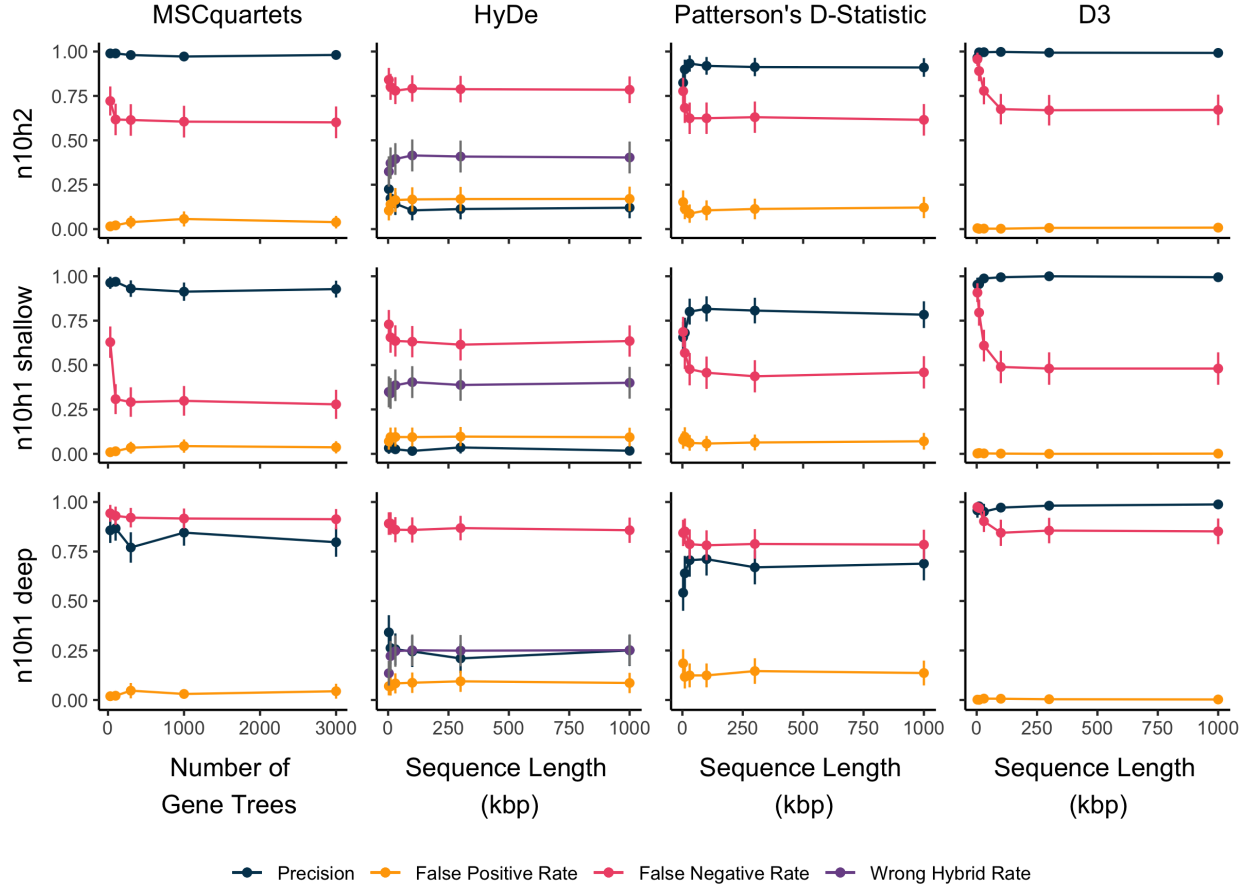 MSCquartets HyDe Patterson's D-Statistic D3
n10h2
1.00
0.75
0.50
0.25
0.00
n10h1 shallow
1.00
0.75
0.50
0.25
0.00
n10h1 deep
1.00
0.75
0.50
0.25
0.00
0 1000 2000 3000 0 250 500 750 1000 0 250 500 750 1000 0 250 500 750 1000
Number of Sequence Length Sequence Length Sequence Length
Gene Trees (kbp) (kbp) (kbp)
Precision False Positive Rate False Negative Rate Wrong Hybrid Rate